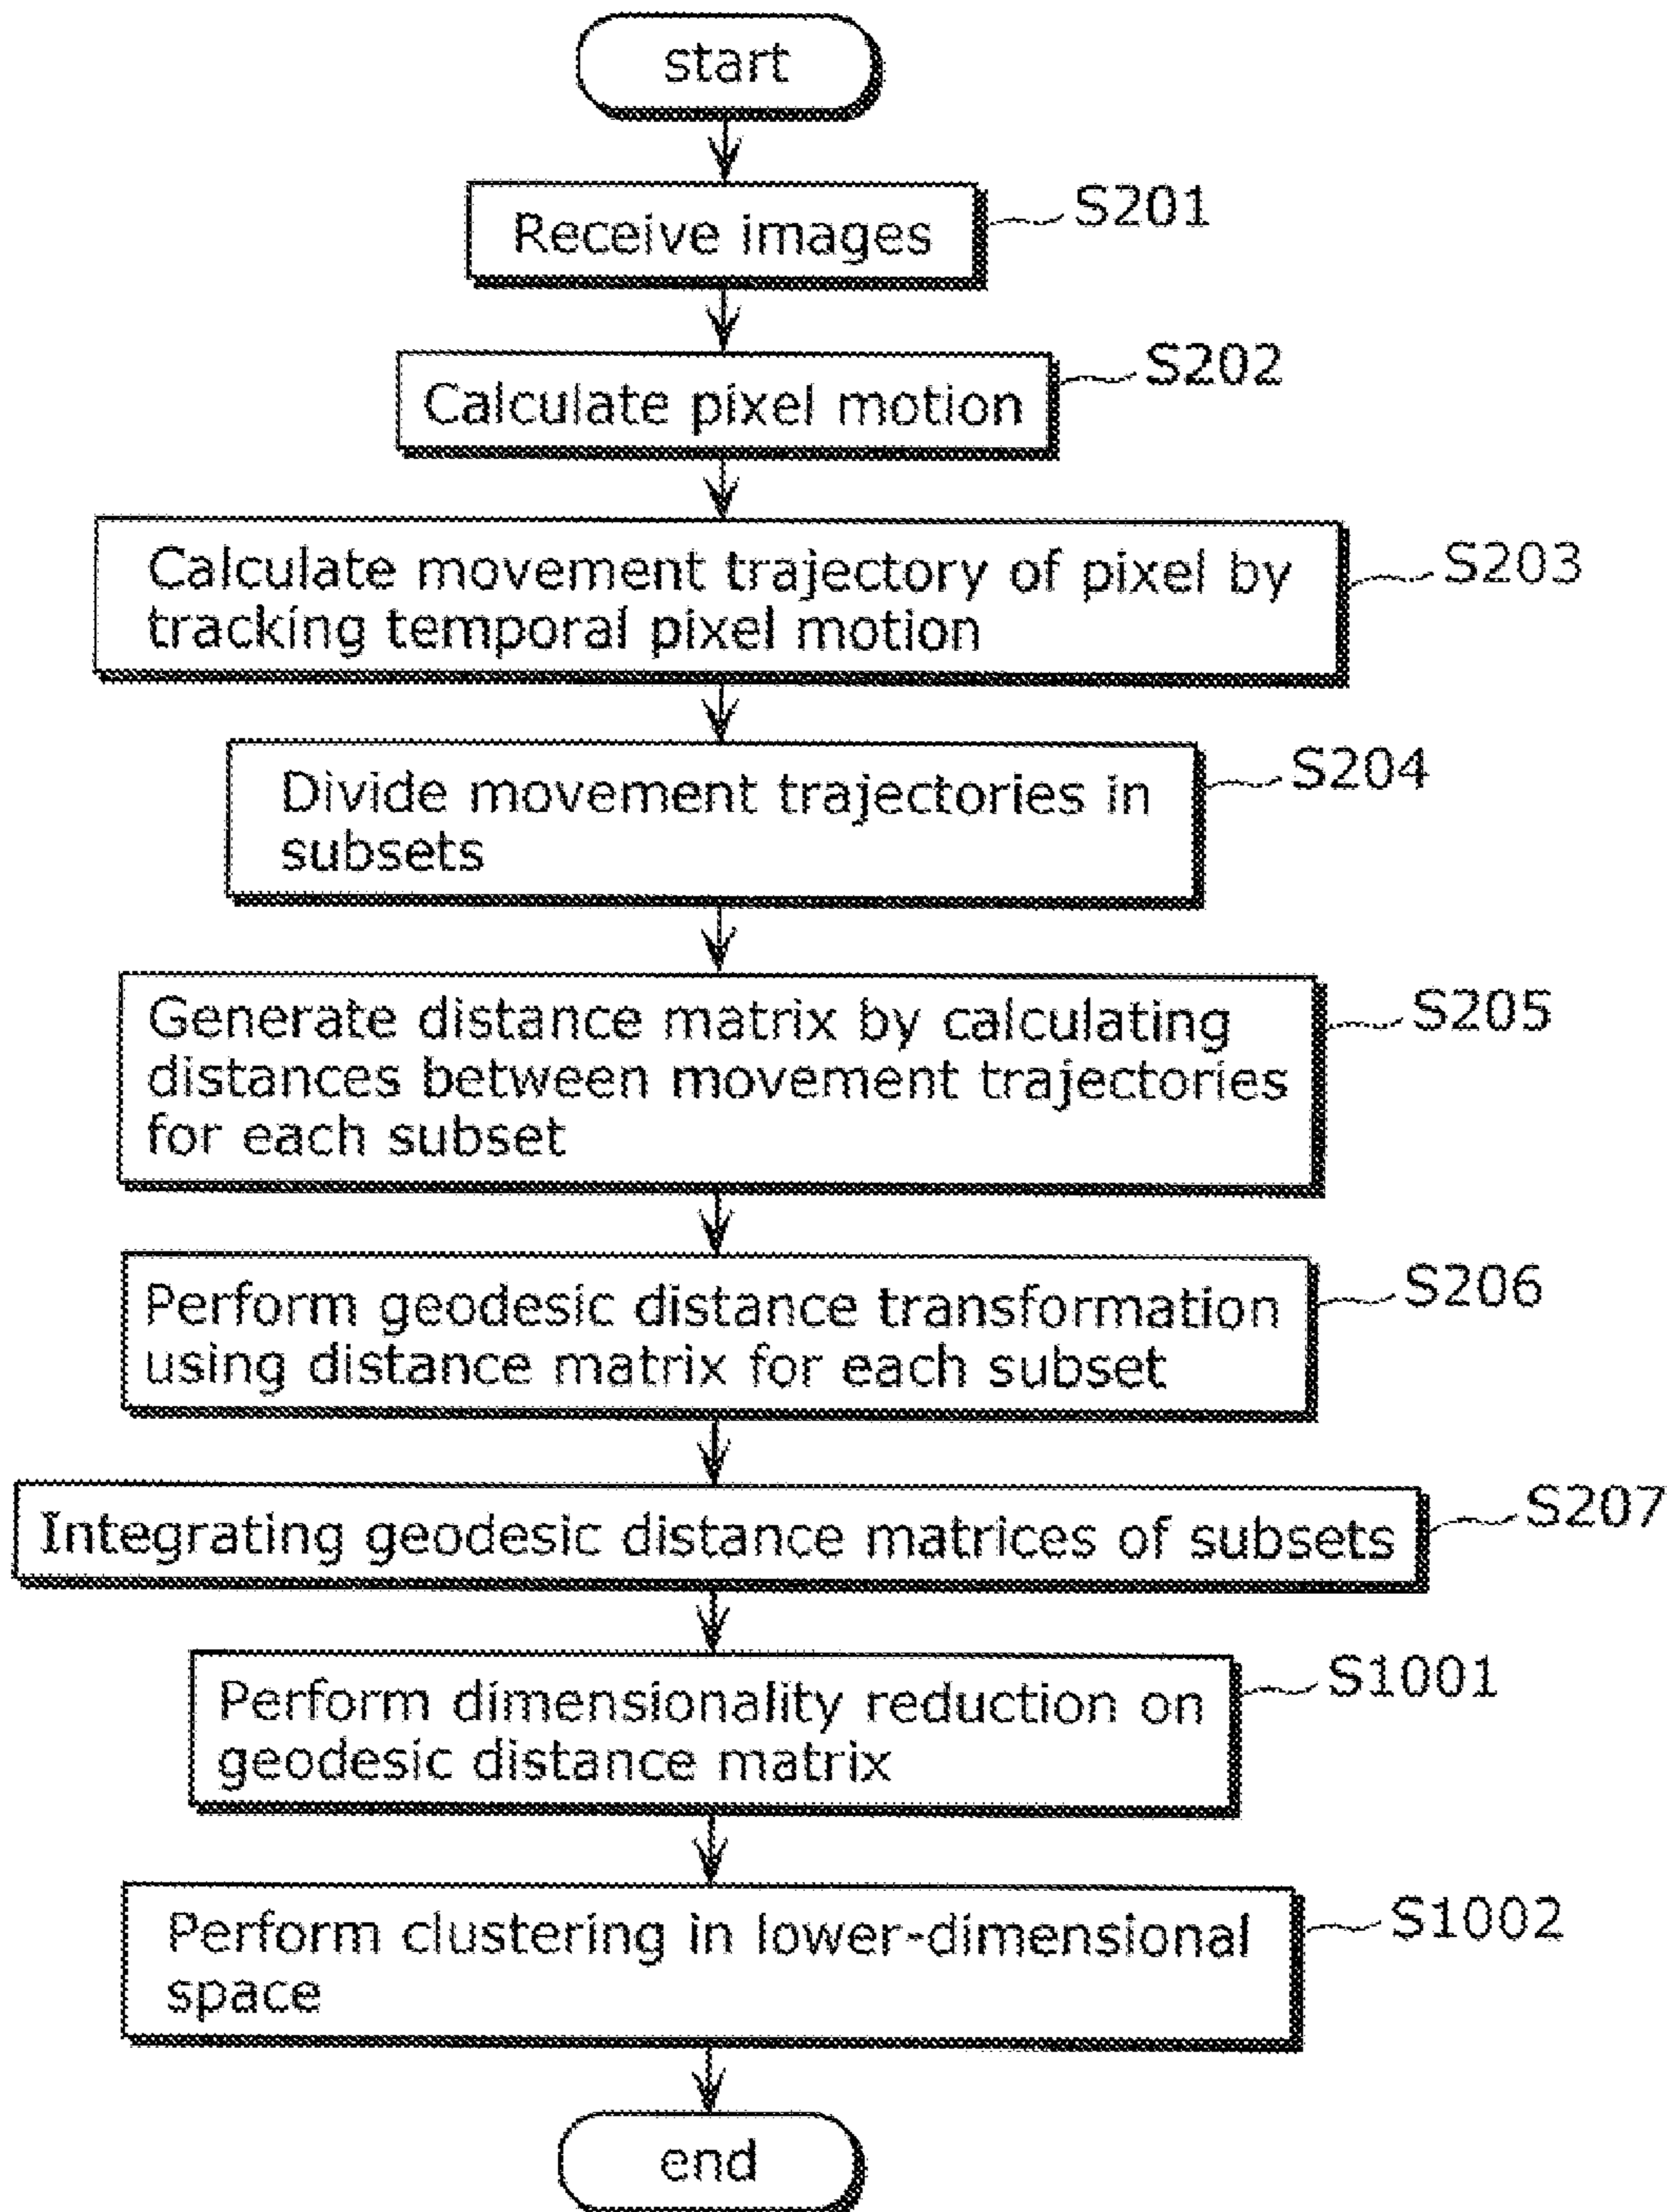 start
Receive images
S201
Calculate pixel motion
S202
Calculate movement trajectory of pixel by
tracking temporal pixel motion
S203
Divide movement trajectories in
subsets
S204
Generate distance matrix by calculating
distances between movement trajectories
for each subset
S205
Perform geodesic distance transformation
using distance matrix for each subset
S206
Integrating geodesic distance matrices of subsets
S207
Perform dimensionality reduction on
geodesic distance matrix
S1001
Perform clustering in lower-dimensional
space
S1002
end